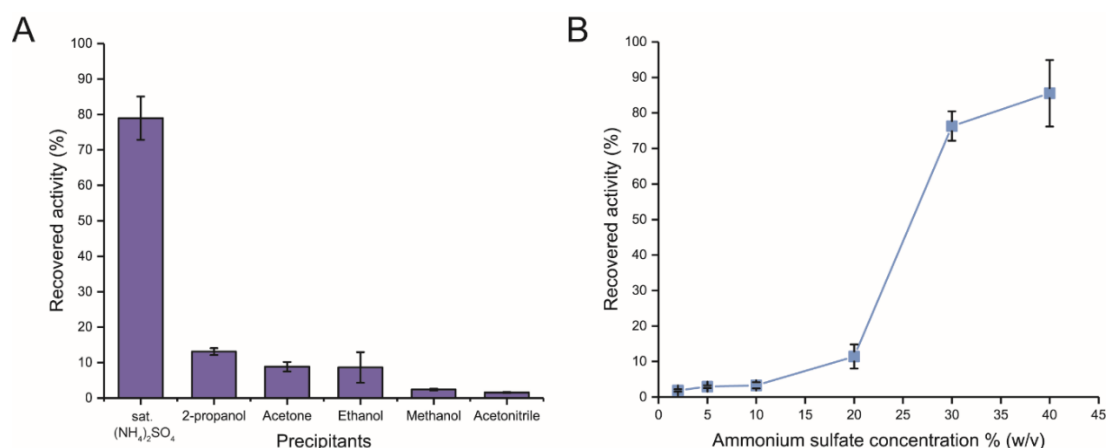 A
Recovered activity (%)
100
90
80
70
60
50
40
30
20
10
0
sat. (NH₄)₂SO₄
2-propanol
Acetone
Ethanol
Methanol
Acetonitrile
Precipitants
B
Recovered activity (%)
100
90
80
70
60
50
40
30
20
10
0
0 5 10 15 20 25 30 35 40 45
Ammonium sulfate concentration % (w/v)